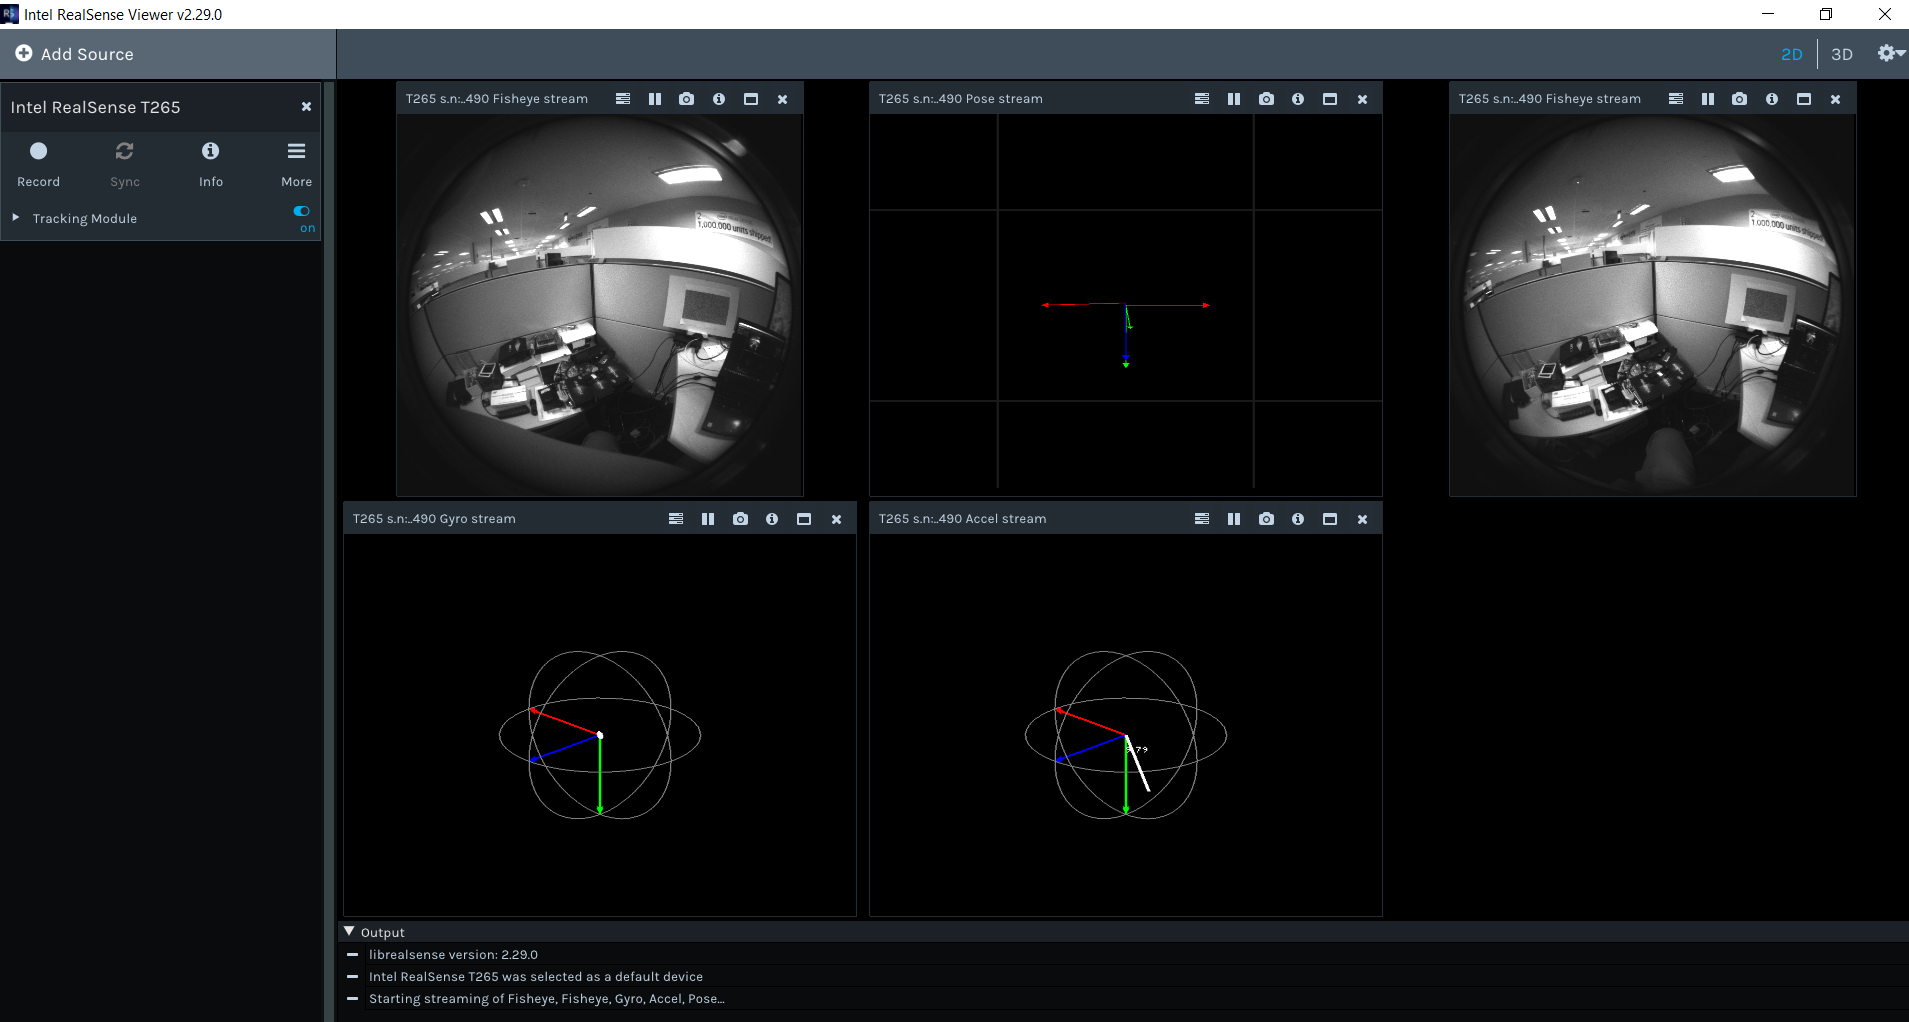 Intel RealSense Viewer v2.29.0
Add Source
2D
3D
Intel RealSense T265
Record
Sync
Info
More
Tracking Module
on
T265 s.n:..490 Fisheye stream
2
1,000,000 units shipped
T265 s.n:..490 Pose stream
T265 s.n:..490 Fisheye stream
2
1,000,000 units shipped
T265 s.n:..490 Gyro stream
T265 s.n:..490 Accel stream
79
Output
librealsense version: 2.29.0
Intel RealSense T265 was selected as a default device
Starting streaming of Fisheye, Fisheye, Gyro, Accel, Pose...